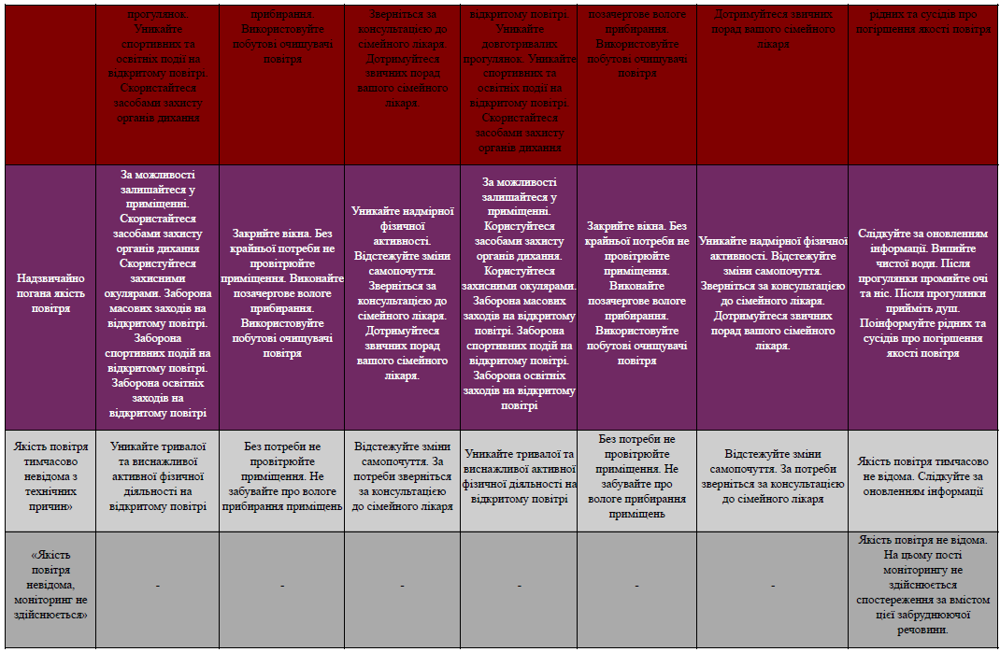 прогулянок.
Уникайте
спортивних та
освітніх події на
відкритому повітрі.
Скористайтеся
засобами захисту
органів дихання
прибирання.
Використовуйте
побутові очищувачі
повітря
Зверніться за
консультацією до
сімейного лікаря.
Дотримуйтеся
звичних порад
вашого сімейного
лікаря.
відкритому повітрі.
Уникайте
довготривалих
прогулянок. Уникайте
спортивних та
освітніх події на
відкритому повітрі.
Скористайтеся
засобами захисту
органів дихання
позачергове вологе
прибирання.
Використовуйте
побутові очищувачі
повітря
Дотримуйтеся звичних
порад вашого сімейного
лікаря
рідних та сусідів про
погіршення якості повітря
Надзвичайно
погана якість
повітря
За можливості
залишайтеся у
приміщенні.
Скористайтеся
засобами захисту
органів дихання
Скористуйтеся
захисними
окулярами. Заборона
масових заходів на
відкритому повітрі.
Заборона
спортивних подій на
відкритому повітрі.
Заборона освітніх
заходів на
відкритому повітрі
Закрийте вікна. Без
крайньої потреби не
провітрюйте
приміщення. Виконайте
позачергове вологе
прибирання.
Використовуйте
побутові очищувачі
повітря
Уникайте надмірної
фізичної
активності.
Відстежуйте зміни
самопочуття.
Зверніться за
консультацією до
сімейного лікаря.
Дотримуйтеся
звичних порад
вашого сімейного
лікаря.
За можливості
залишайтеся у
приміщенні.
Користуйтеся
засобами захисту
органів дихання.
Користуйтеся
захисними окулярами.
Заборона масових
заходів на відкритому
повітрі. Заборона
спортивних подій на
відкритому повітрі.
Заборона освітніх
заходів на відкритому
повітрі
Закрийте вікна. Без
крайньої потреби не
провітрюйте
приміщення.
Виконайте
позачергове вологе
прибирання.
Використовуйте
побутові очищувачі
повітря
Уникайте надмірної фізичної
активності. Відстежуйте
зміни самопочуття.
Зверніться за консультацією
до сімейного лікаря.
Дотримуйтеся звичних
порад вашого сімейного
лікаря.
Слідкуйте за оновленням
інформації. Випийте
чистої води. Після
прогулянки промийте очі
та ніс. Після прогулянки
прийміть душ.
Поінформуйте рідних та
сусідів про погіршення
якості повітря
Якість повітря
тимчасово
невідома з
технічних
причин»
Уникайте тривалої
та виснажливої
активної фізичної
діяльності на
відкритому повітрі
Без потреби не
провітрюйте
приміщення. Не
забувайте про вологе
прибирання приміщень
Відстежуйте зміни
самопочуття. За
потреби зверніться
за консультацією
до сімейного лікаря
Уникайте тривалої та
виснажливої активної
фізичної діяльності на
відкритому повітрі
Без потреби не
провітрюйте
приміщення. Не
забувайте про
вологе прибирання
приміщень
Відстежуйте зміни
самопочуття. За потреби
зверніться за консультацією
до сімейного лікаря
Якість повітря тимчасово
не відома. Слідкуйте за
оновленням інформації
«Якість
повітря
невідома,
моніторинг не
здійснюється»
-
-
-
-
-
-
Якість повітря не відома.
На цьому пості
моніторингу не
здійснюється
спостереження за вмістом
цієї забруднюючої
речовини.